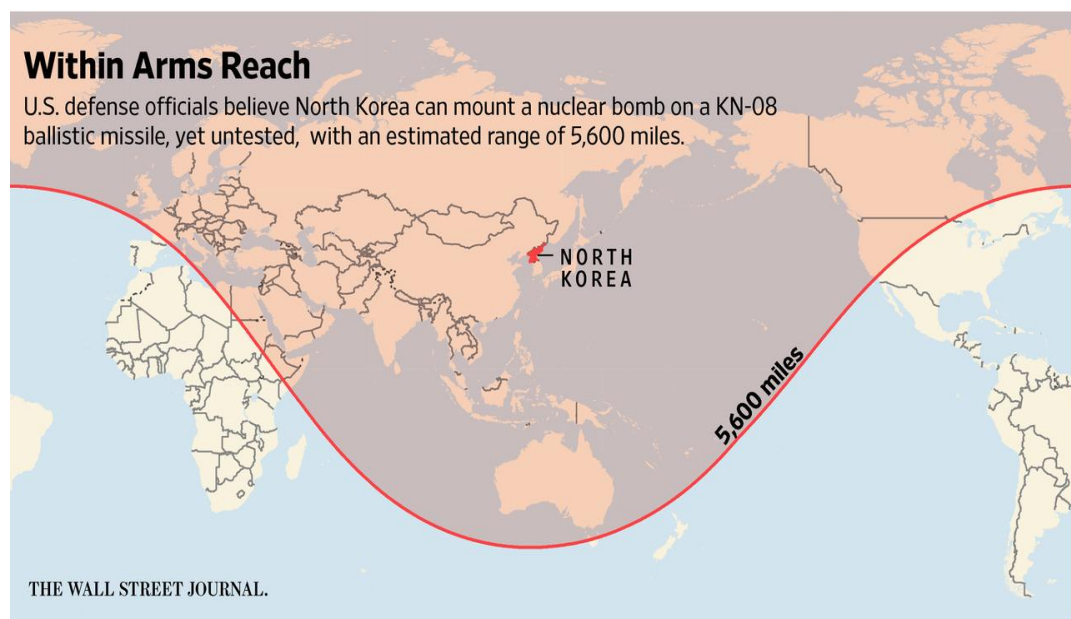 Within Arms Reach
U.S. defense officials believe North Korea can mount a nuclear bomb on a KN-08
ballistic missile, yet untested, with an estimated range of 5,600 miles.
NORTH
KOREA
5,600 miles
THE WALL STREET JOURNAL.